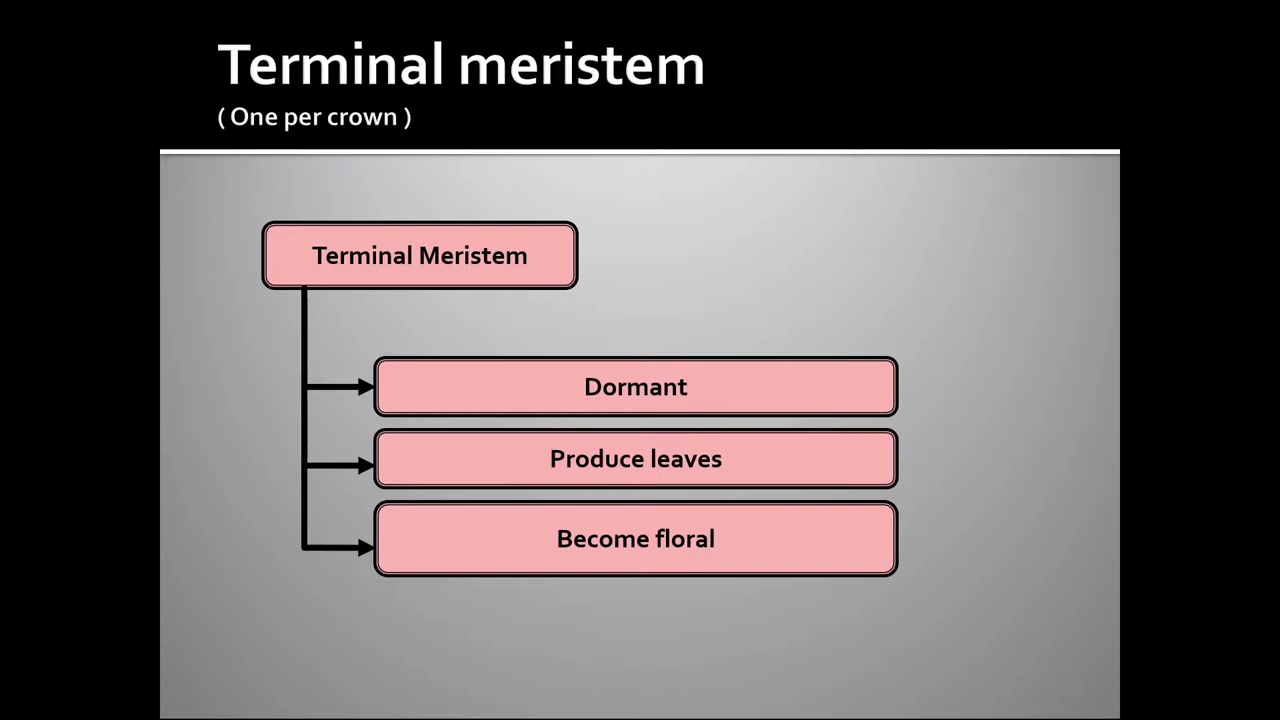 Terminal meristem
( One per crown )
Terminal Meristem
Dormant
Produce leaves
Become floral